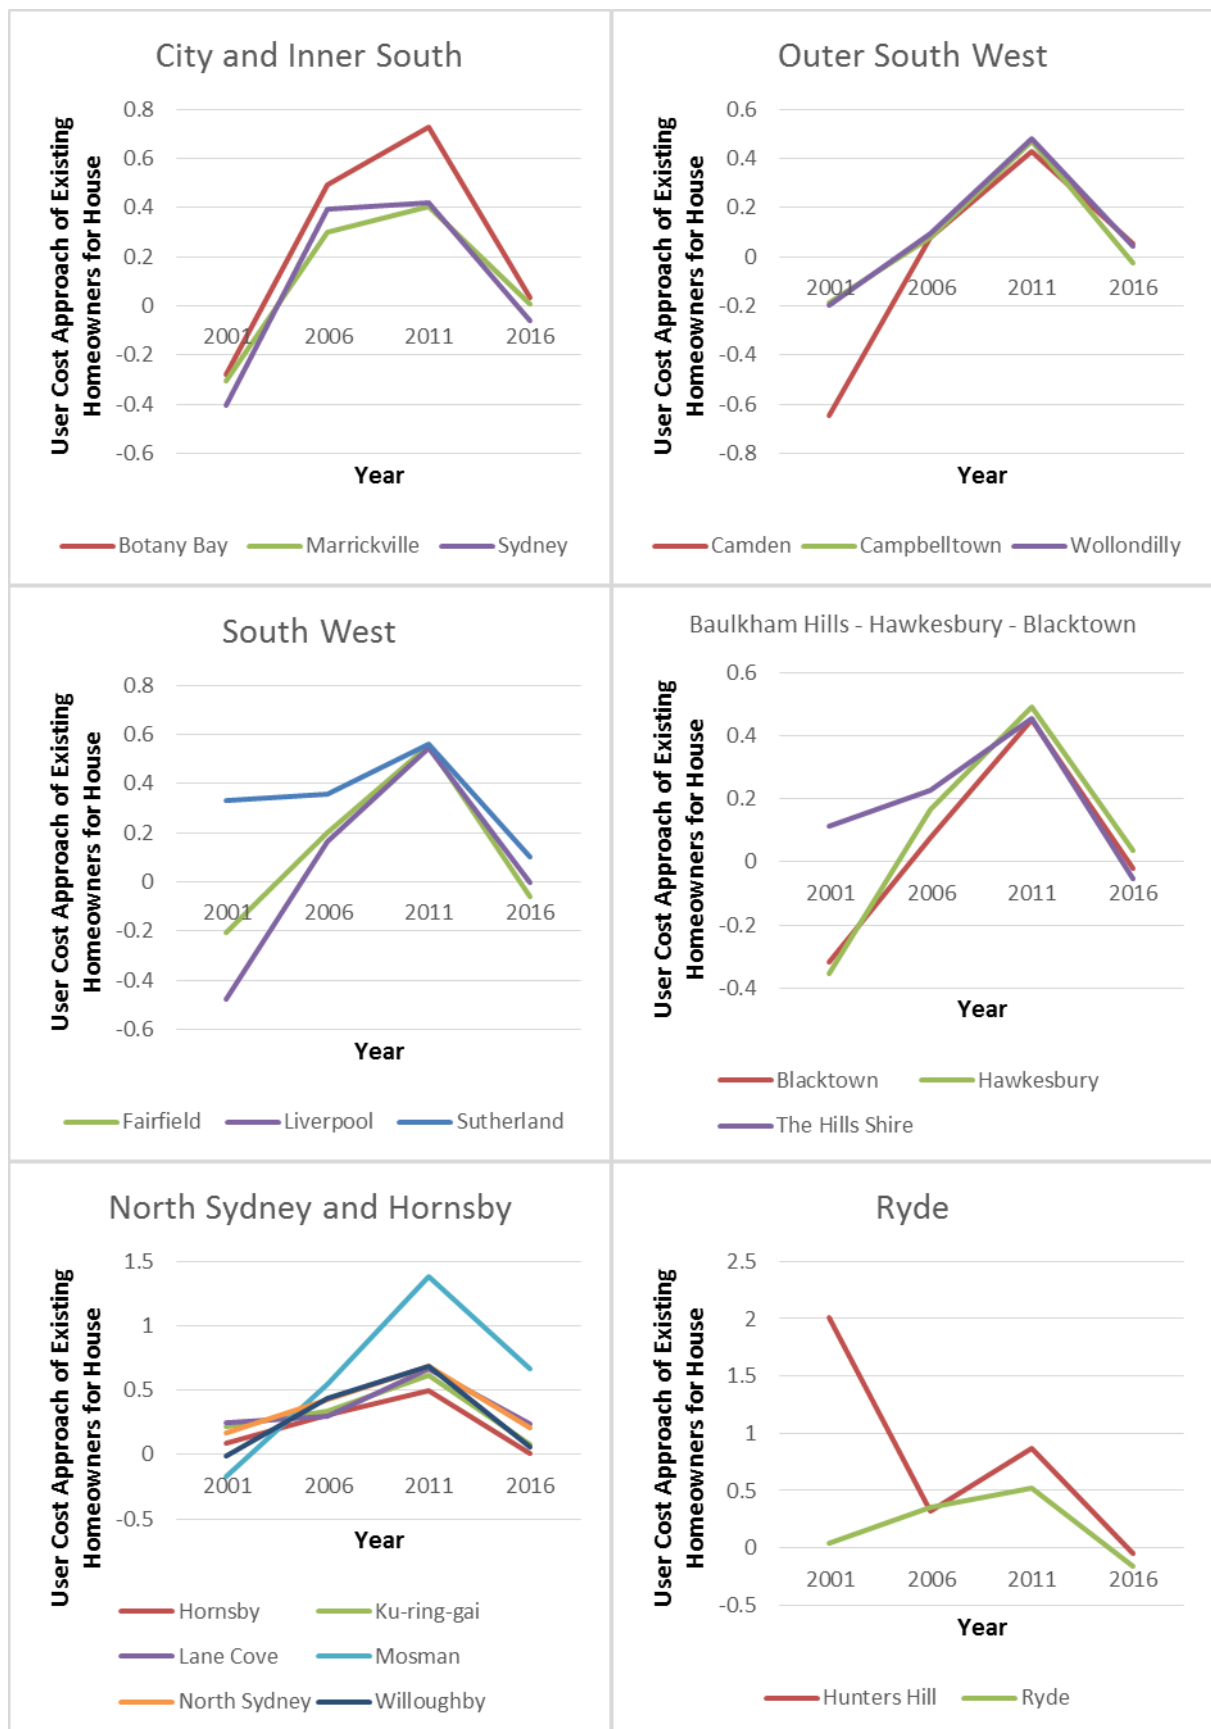 City and Inner South
User Cost Approach of Existing
Homeowners for House
0.8
0.6
0.4
0.2
0
-0.2
-0.4
-0.6
2001
2006
2011
2016
Year
Botany Bay
Marrickville
Sydney
Outer South West
User Cost Approach of Existing
Homeowners for House
0.6
0.4
0.2
0
-0.2
-0.4
-0.6
-0.8
2001
2006
2011
2016
Year
Camden
Campbelltown
Wollondilly
South West
User Cost Approach of Existing
Homeowners for House
0.8
0.6
0.4
0.2
0
-0.2
-0.4
-0.6
2001
2006
2011
2016
Year
Fairfield
Liverpool
Sutherland
Baulkham Hills - Hawkesbury - Blacktown
User Cost Approach of Existing
Homeowners for House
0.6
0.4
0.2
0
-0.2
-0.4
2001
2006
2011
2016
Year
Blacktown
Hawkesbury
The Hills Shire
North Sydney and Hornsby
User Cost Approach of Existing
Homeowners for House
1.5
1
0.5
0
-0.5
2001
2006
2011
2016
Year
Hornsby
Ku-ring-gai
Lane Cove
Mosman
North Sydney
Willoughby
Ryde
User Cost Approach of Existing
Homeowners for House
2.5
2
1.5
1
0.5
0
-0.5
2001
2006
2011
2016
Year
Hunters Hill
Ryde